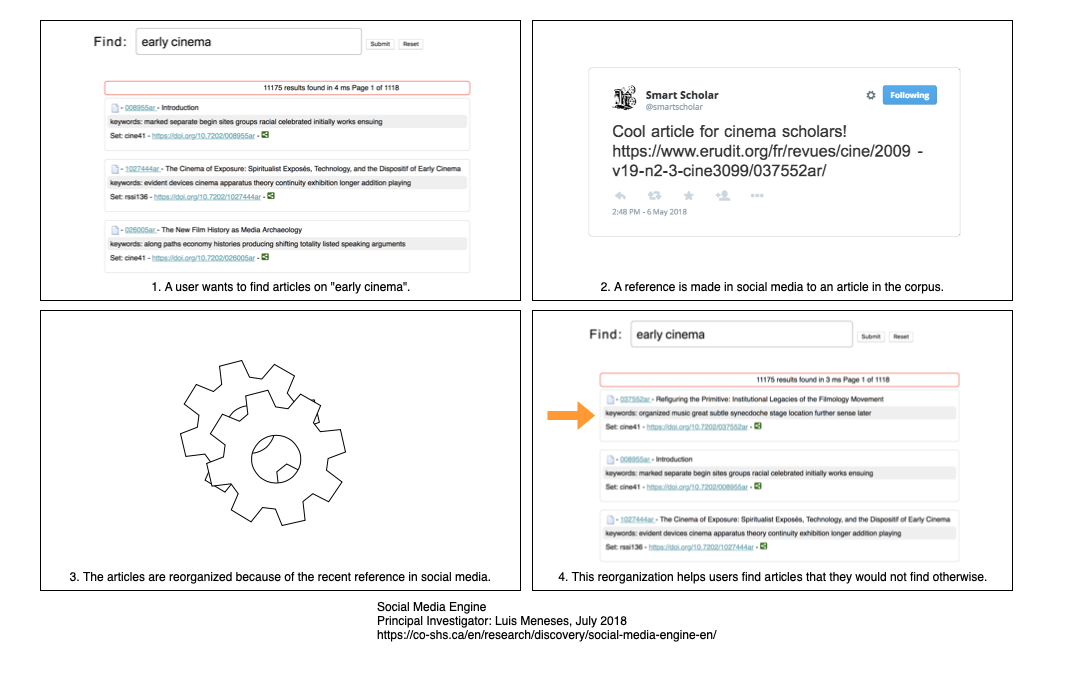 Find: early cinema Submit Reset
11175 results found in 4 ms Page 1 of 1118
- 008955ar - Introduction
keywords: marked separate begin sites groups racial celebrated initially works ensuing
Set: cine41 - https://doi.org/10.7202/008955ar -
- 1027444ar - The Cinema of Exposure: Spiritualist Exposés, Technology, and the Dispositif of Early Cinema
keywords: evident devices cinema apparatus theory continuity exhibition longer addition playing
Set: rssi136 - https://doi.org/10.7202/1027444ar -
- 026005ar - The New Film History as Media Archaeology
keywords: along paths economy histories producing shifting totality listed speaking arguments
Set: cine41 - https://doi.org/10.7202/026005ar -
1. A user wants to find articles on "early cinema".
Smart Scholar
@smartscholar
Following
Cool article for cinema scholars!
https://www.erudit.org/fr/revues/cine/2009 -
v19-n2-3-cine3099/037552ar/
2:48 PM - 6 May 2018
2. A reference is made in social media to an article in the corpus.
3. The articles are reorganized because of the recent reference in social media.
Find: early cinema Submit Reset
11175 results found in 3 ms Page 1 of 1118
- 037552ar - Refiguring the Primitive: Institutional Legacies of the Filmology Movement
keywords: organized music great subtle synecdoche stage location further sense later
Set: cine41 - https://doi.org/10.7202/037552ar -
- 008955ar - Introduction
keywords: marked separate begin sites groups racial celebrated initially works ensuing
Set: cine41 - https://doi.org/10.7202/008955ar -
- 1027444ar - The Cinema of Exposure: Spiritualist Exposés, Technology, and the Dispositif of Early Cinema
keywords: evident devices cinema apparatus theory continuity exhibition longer addition playing
Set: rssi136 - https://doi.org/10.7202/1027444ar -
4. This reorganization helps users find articles that they would not find otherwise.
Social Media Engine
Principal Investigator: Luis Meneses, July 2018
https://co-shs.ca/en/research/discovery/social-media-engine-en/